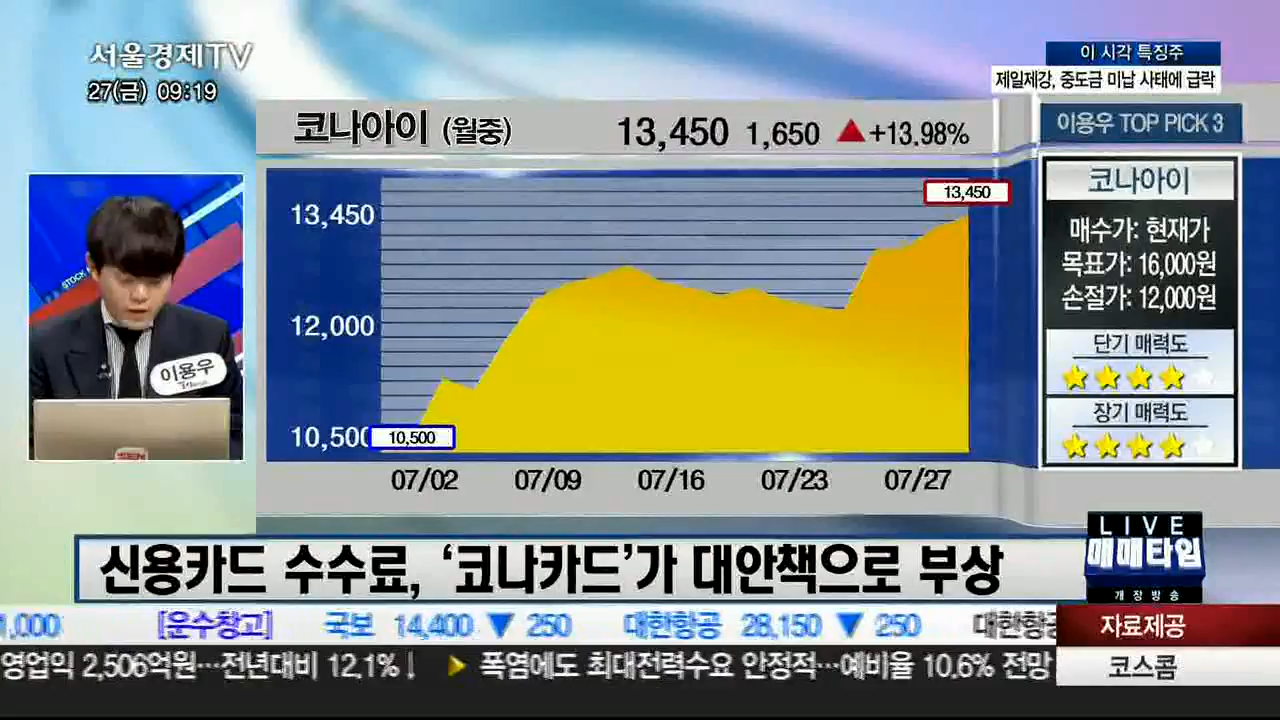 서울경제TV
27(금) 09:19
이 시각 특징주
제일제강, 중도금 미납 사태에 급락
코나아이 (월중) 13,450 1,650 ▲+13.98%
이용우 TOP PICK 3
코나아이
매수가: 현재가
목표가: 16,000원
손절가: 12,000원
단기 매력도
장기 매력도
13,450
13,450
12,000
10,500
10,500
07/02 07/09 07/16 07/23 07/27
STOCK
이용우
SEN
신용카드 수수료, ‘코나카드’가 대안책으로 부상
LIVE
매매타임
개장방송
1,000 [운수창고] 국보 14,400 ▼ 250 대한항공 28,150 ▼ 250 대한항공
자료제공
영업익 2,506억원…전년대비 12.1%↓ ▶ 폭염에도 최대전력수요 안정적…예비율 10.6% 전망
코스콤